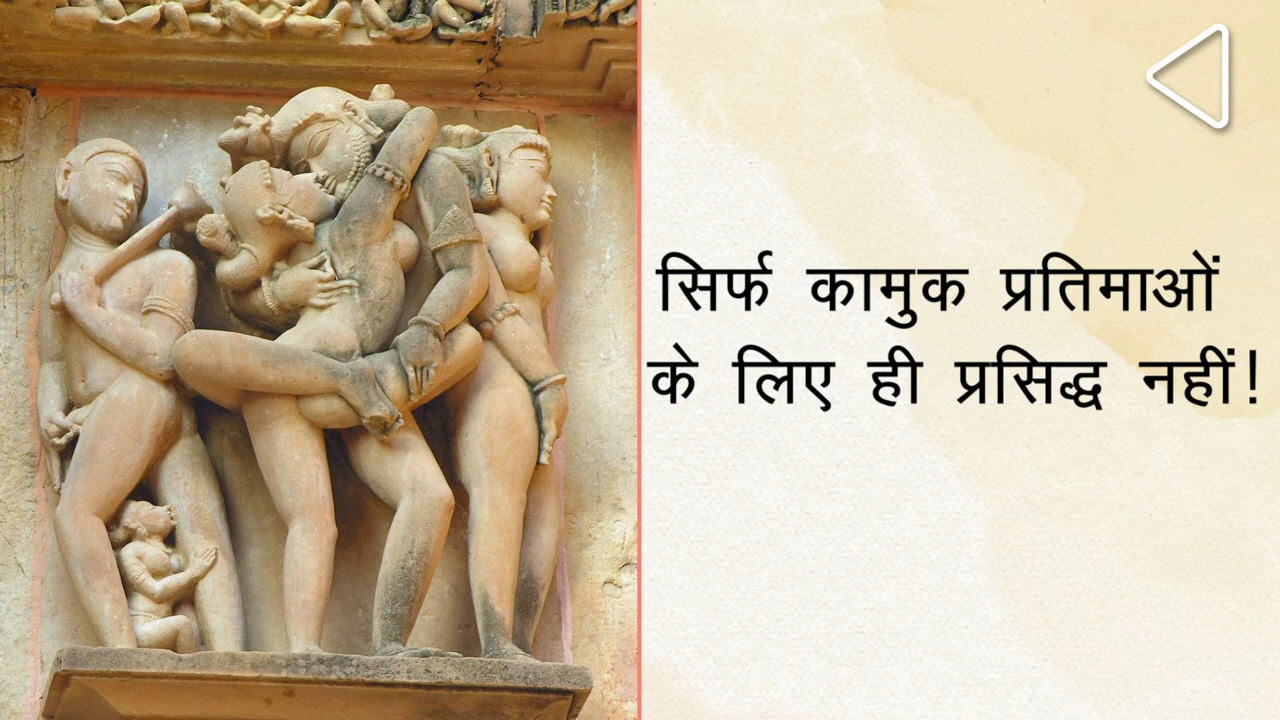 सिर्फ कामुक प्रतिमाओं
के लिए ही प्रसिद्ध नहीं!